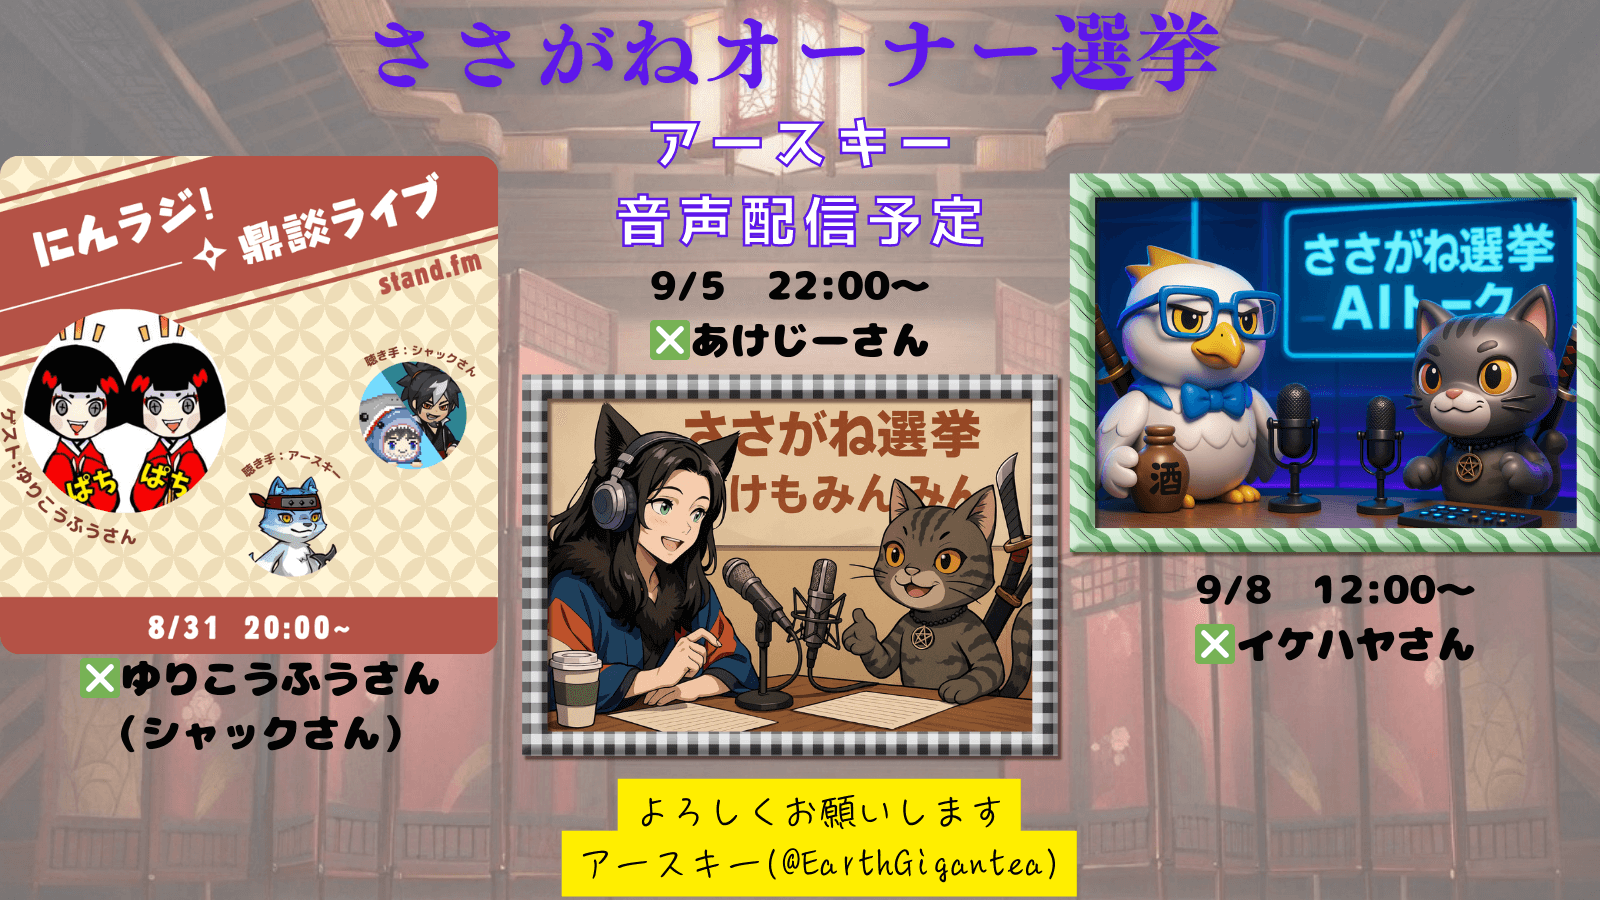 ささがねオーナー選挙
アースキー
音声配信予定
にんラジ!
鼎談ライブ
stand.fm
聴き手：シャックさん
ゲスト：ゆりこうふうさん
ぱち
ぱち
聴き手：アースキー
8/31 20:00~
❎ゆりこうふうさん
（シャックさん）
9/5 22:00〜
❎あけじーさん
ささがね選挙
けもみんみん
ささがね選挙
AIトーク
酒
9/8 12:00〜
❎イケハヤさん
よろしくお願いします
アースキー(@EarthGigantea)